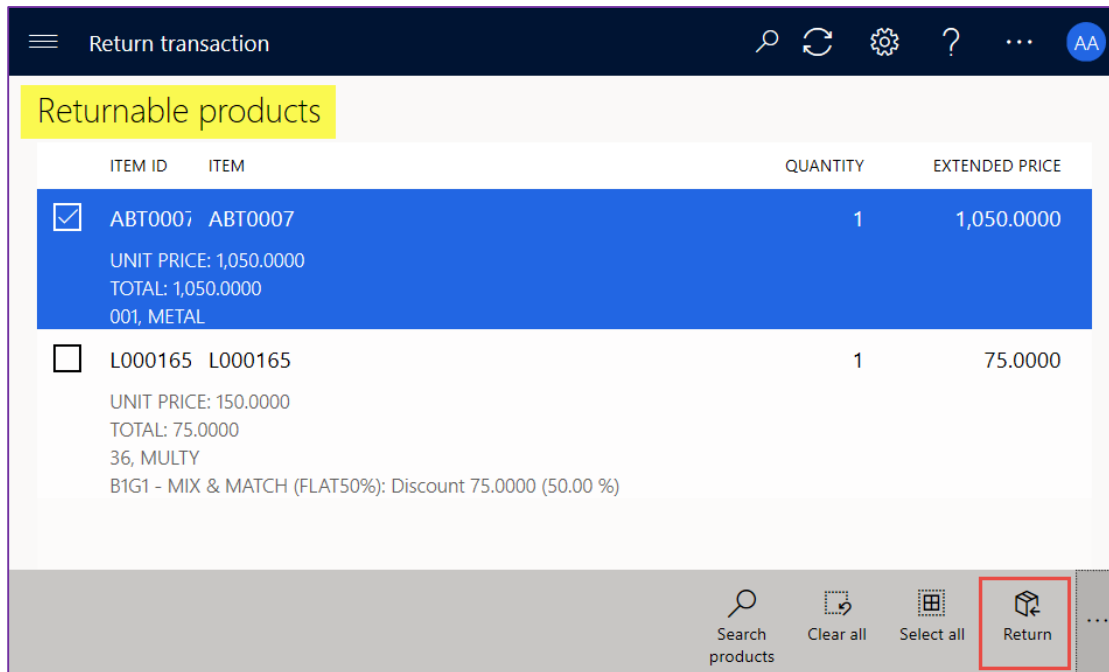 Return transaction
AA
Returnable products
ITEM ID ITEM QUANTITY EXTENDED PRICE
ABT0007 ABT0007 1 1,050.0000
UNIT PRICE: 1,050.0000
TOTAL: 1,050.0000
001, METAL
L000165 L000165 1 75.0000
UNIT PRICE: 150.0000
TOTAL: 75.0000
36, MULTY
B1G1 - MIX & MATCH (FLAT50%): Discount 75.0000 (50.00 %)
Search products
Clear all
Select all
Return